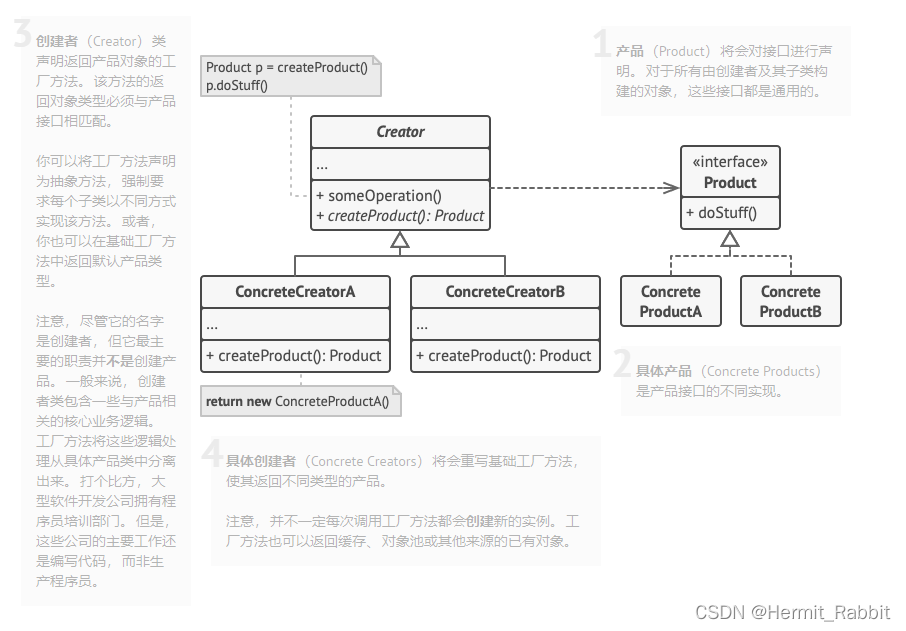 3
创建者（Creator）类
声明返回产品对象的工
厂方法。该方法的返
回对象类型必须与产品
接口相匹配。
你可以将工厂方法声明
为抽象方法，强制要
求每个子类以不同方式
实现该方法。或者，
你也可以在基础工厂方
法中返回默认产品类
型。
注意，尽管它的名字
是创建者，但它最主
要的职责并不是创建产
品。一般来说，创建
者类包含一些与产品相
关的核心业务逻辑。
工厂方法将这些逻辑处
理从具体产品类中分离
出来。打个比方，大
型软件开发公司拥有程
序员培训部门。但是，
这些公司的主要工作还
是编写代码，而非生
产程序员。
Product p = createProduct()
p.doStuff()
Creator
...
+ someOperation()
+ createProduct(): Product
1
产品（Product）将会对接口进行声
明。对于所有由创建者及其子类构
建的对象，这些接口都是通用的。
«interface»
Product
+ doStuff()
ConcreteCreatorA
...
+ createProduct(): Product
ConcreteCreatorB
...
+ createProduct(): Product
Concrete
ProductA
Concrete
ProductB
return new ConcreteProductA()
2
具体产品（Concrete Products）
是产品接口的不同实现。
4
具体创建者（Concrete Creators）将会重写基础工厂方法，
使其返回不同类型的产品。
注意，并不一定每次调用工厂方法都会创建新的实例。工
厂方法也可以返回缓存、对象池或其他来源的已有对象。
CSDN @Hermit_Rabbit